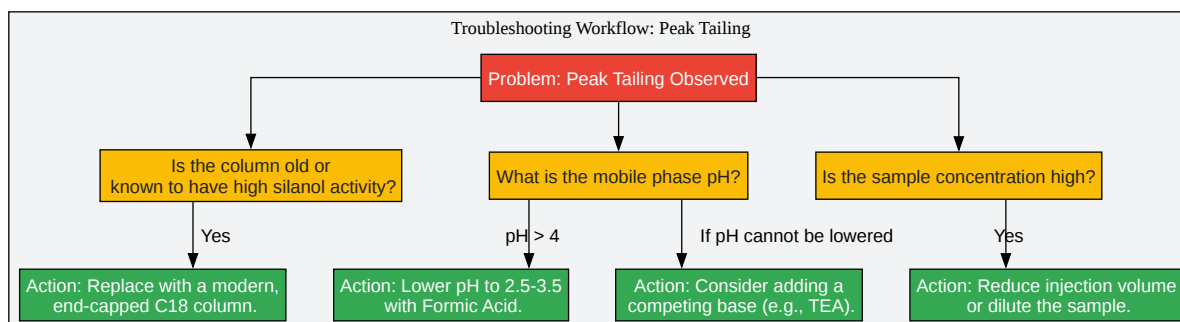 Troubleshooting Workflow: Peak Tailing
Problem: Peak Tailing Observed
Is the column old or
known to have high silanol activity?
What is the mobile phase pH?
Is the sample concentration high?
Yes
pH > 4
If pH cannot be lowered
Yes
Action: Replace with a modern,
end-capped C18 column.
Action: Lower pH to 2.5-3.5
with Formic Acid.
Action: Consider adding a
competing base (e.g., TEA).
Action: Reduce injection volume
or dilute the sample.